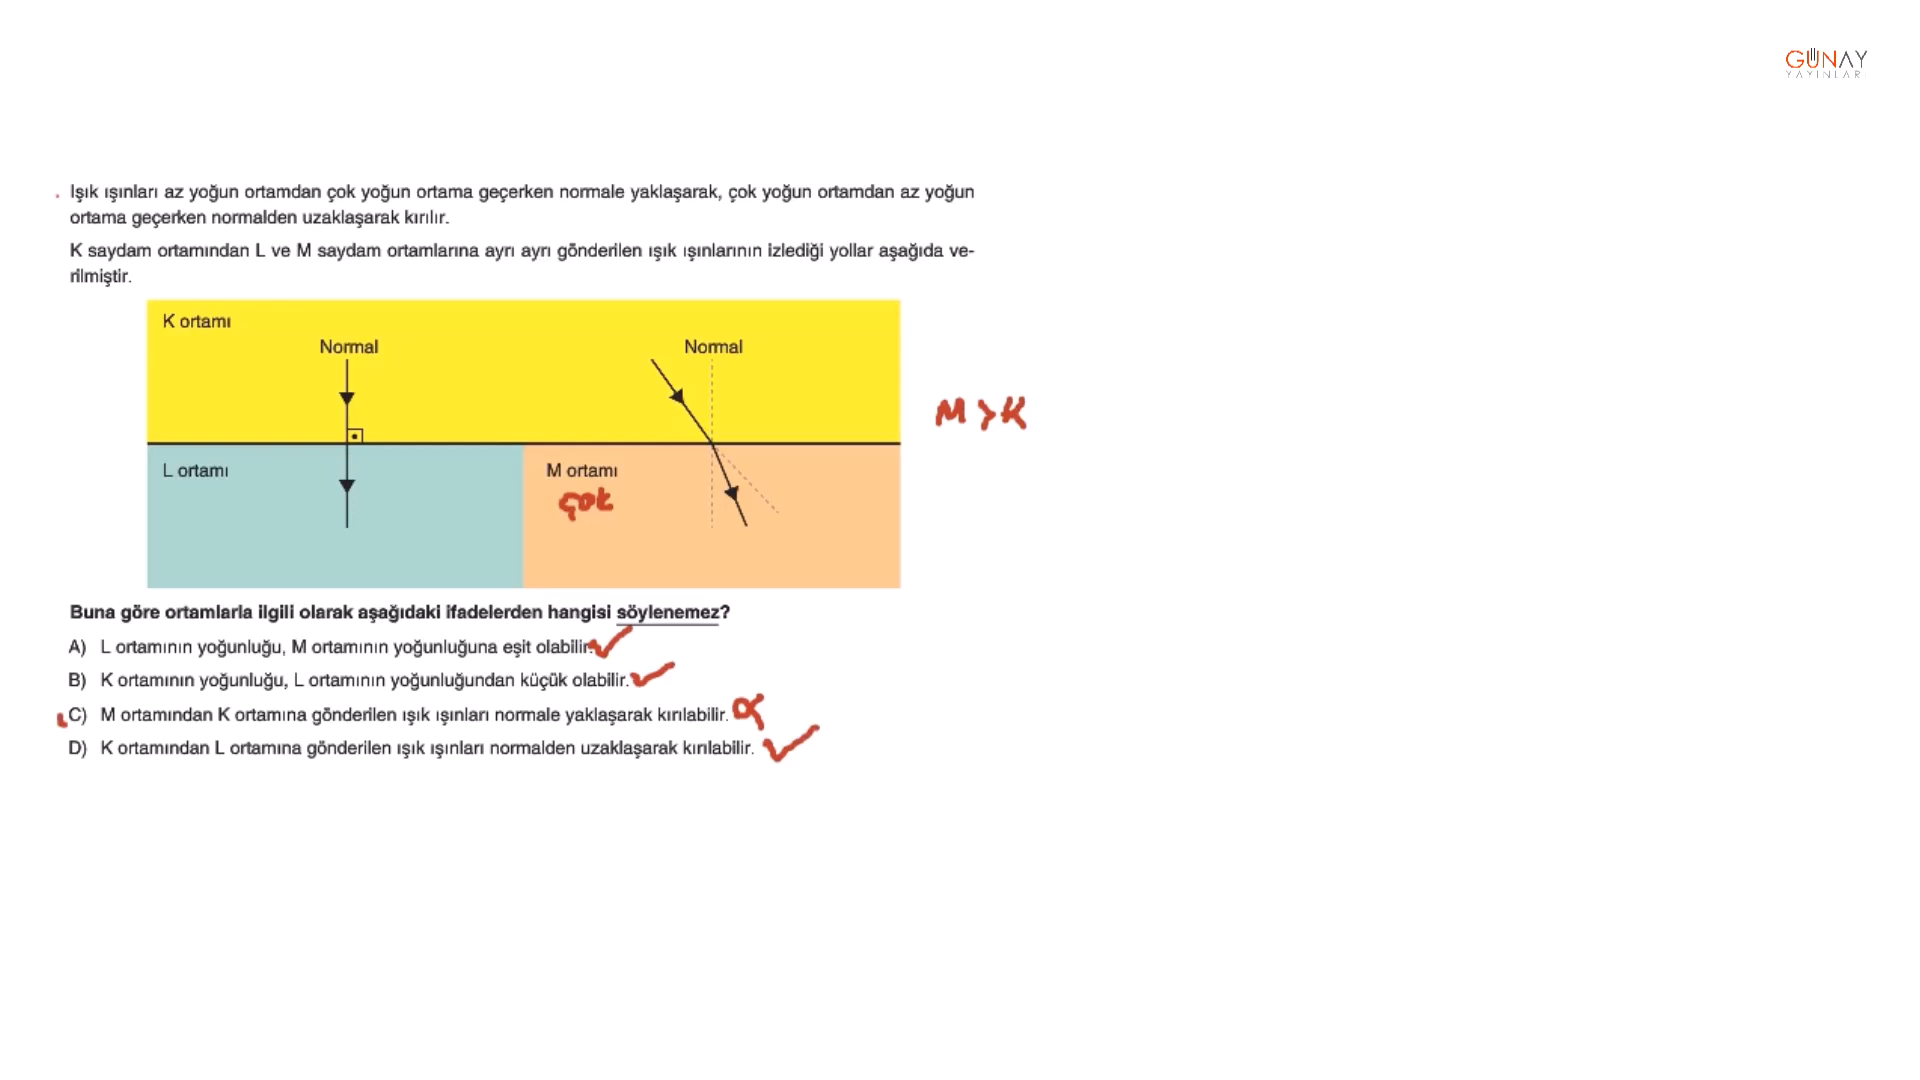 GÜNAY
YAYINLARI
Işık ışınları az yoğun ortamdan çok yoğun ortama geçerken normale yaklaşarak, çok yoğun ortamdan az yoğun
ortama geçerken normalden uzaklaşarak kırılır.
K saydam ortamından L ve M saydam ortamlarına ayrı ayrı gönderilen ışık ışınlarının izlediği yollar aşağıda ve-
rilmiştir.
K ortamı
Normal
Normal
M > K
L ortamı
M ortamı
çok
Buna göre ortamlarla ilgili olarak aşağıdaki ifadelerden hangisi söylenemez?
A) L ortamının yoğunluğu, M ortamının yoğunluğuna eşit olabilir.
B) K ortamının yoğunluğu, L ortamının yoğunluğundan küçük olabilir.
C) M ortamından K ortamına gönderilen ışık ışınları normale yaklaşarak kırılabilir.
D) K ortamından L ortamına gönderilen ışık ışınları normalden uzaklaşarak kırılabilir.